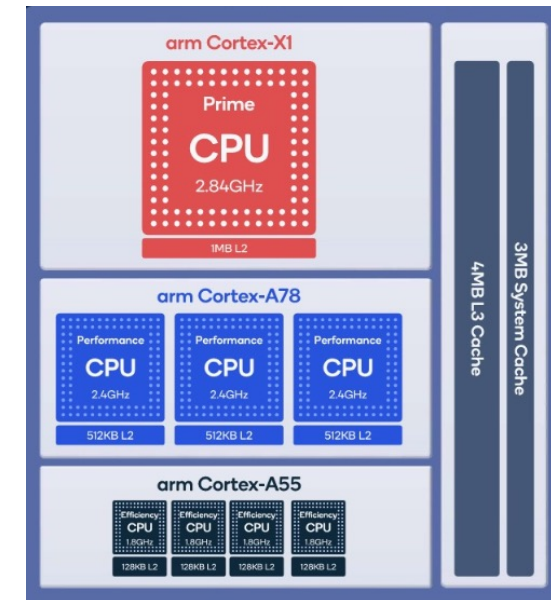 arm Cortex-X1
Prime
CPU
2.84GHz
1MB L2
arm Cortex-A78
Performance
CPU
2.4GHz
512KB L2
Performance
CPU
2.4GHz
512KB L2
Performance
CPU
2.4GHz
512KB L2
arm Cortex-A55
Efficiency
CPU
1.8GHz
128KB L2
Efficiency
CPU
1.8GHz
128KB L2
Efficiency
CPU
1.8GHz
128KB L2
Efficiency
CPU
1.8GHz
128KB L2
4MB L3 Cache
3MB System Cache